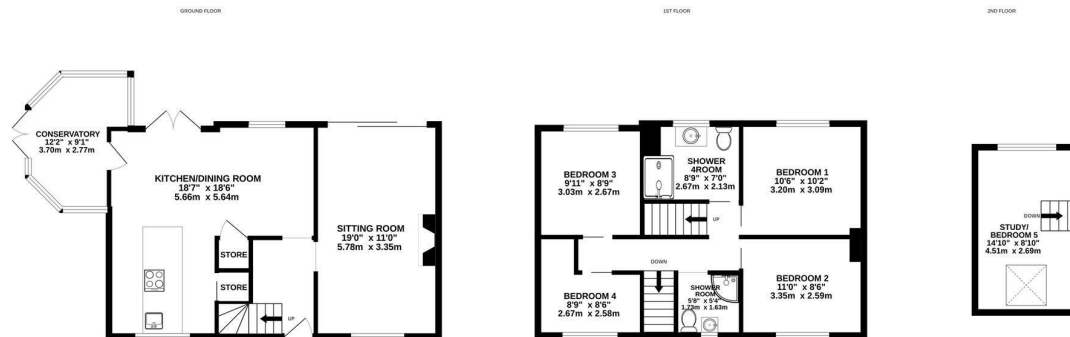 GROUND FLOOR
1ST FLOOR
2ND FLOOR
CONSERVATORY
12'2" x 9'1"
3.70m x 2.77m
KITCHEN/DINING ROOM
18'7" x 18'6"
5.66m x 5.64m
SITTING ROOM
19'0" x 11'0"
5.78m x 3.35m
STORE
STORE
UP
BEDROOM 3
9'11" x 8'9"
3.03m x 2.67m
SHOWER
4ROOM
8'9" x 7'0"
2.67m x 2.13m
BEDROOM 1
10'6" x 10'2"
3.20m x 3.09m
UP
DOWN
BEDROOM 4
8'9" x 8'6"
2.67m x 2.58m
SHOWER
ROOM
5'8" x 5'4"
1.73m x 1.63m
BEDROOM 2
11'0" x 8'6"
3.35m x 2.59m
DOWN
STUDY/
BEDROOM 5
14'10" x 8'10"
4.51m x 2.69m